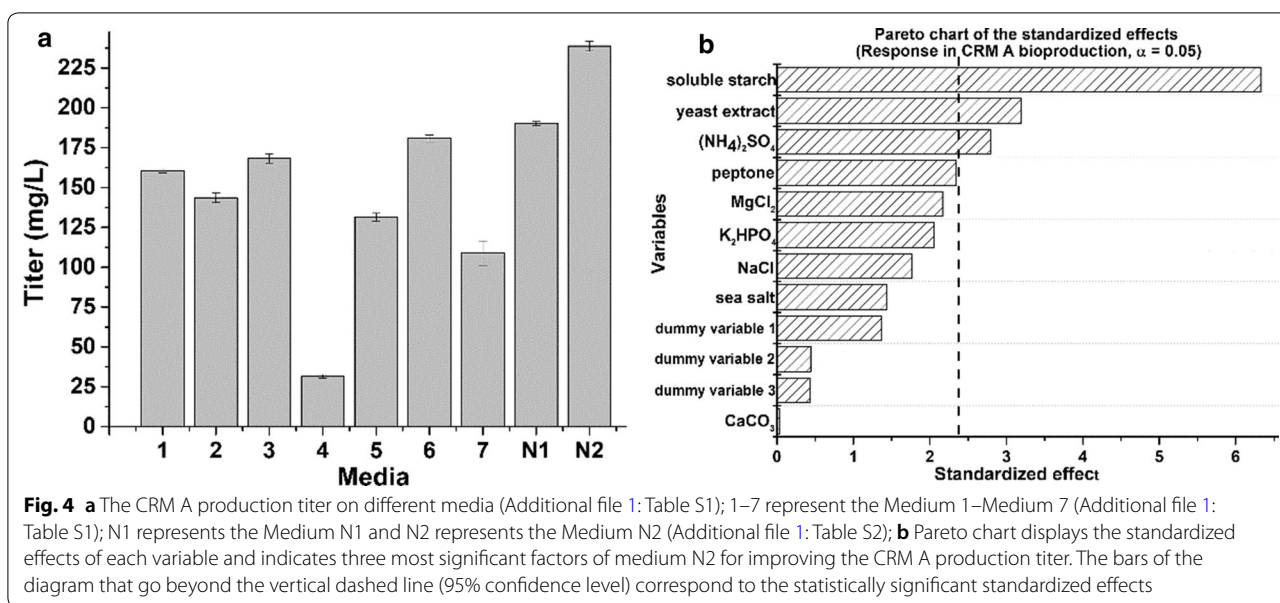 a
Titer (mg/L)
225
200
175
150
125
100
75
50
25
0
1 2 3 4 5 6 7 N1 N2
Media
b
Pareto chart of the standardized effects
(Response in CRM A bioproduction, α = 0.05)
Variables
soluble starch
yeast extract
(NH4)2SO4
peptone
MgCl2
K2HPO4
NaCl
sea salt
dummy variable 1
dummy variable 2
dummy variable 3
CaCO3
0 1 2 3 4 5 6
Standardized effect
Fig. 4 a The CRM A production titer on different media (Additional file 1: Table S1); 1–7 represent the Medium 1–Medium 7 (Additional file 1:
Table S1); N1 represents the Medium N1 and N2 represents the Medium N2 (Additional file 1: Table S2); b Pareto chart displays the standardized
effects of each variable and indicates three most significant factors of medium N2 for improving the CRM A production titer. The bars of the
diagram that go beyond the vertical dashed line (95% confidence level) correspond to the statistically significant standardized effects